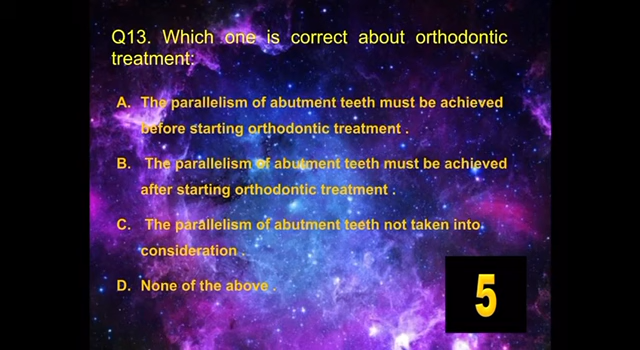 Q13. Which one is correct about orthodontic
treatment:
A. The parallelism of abutment teeth must be achieved
before starting orthodontic treatment .
B. The parallelism of abutment teeth must be achieved
after starting orthodontic treatment .
C. The parallelism of abutment teeth not taken into
consideration .
D. None of the above .
5